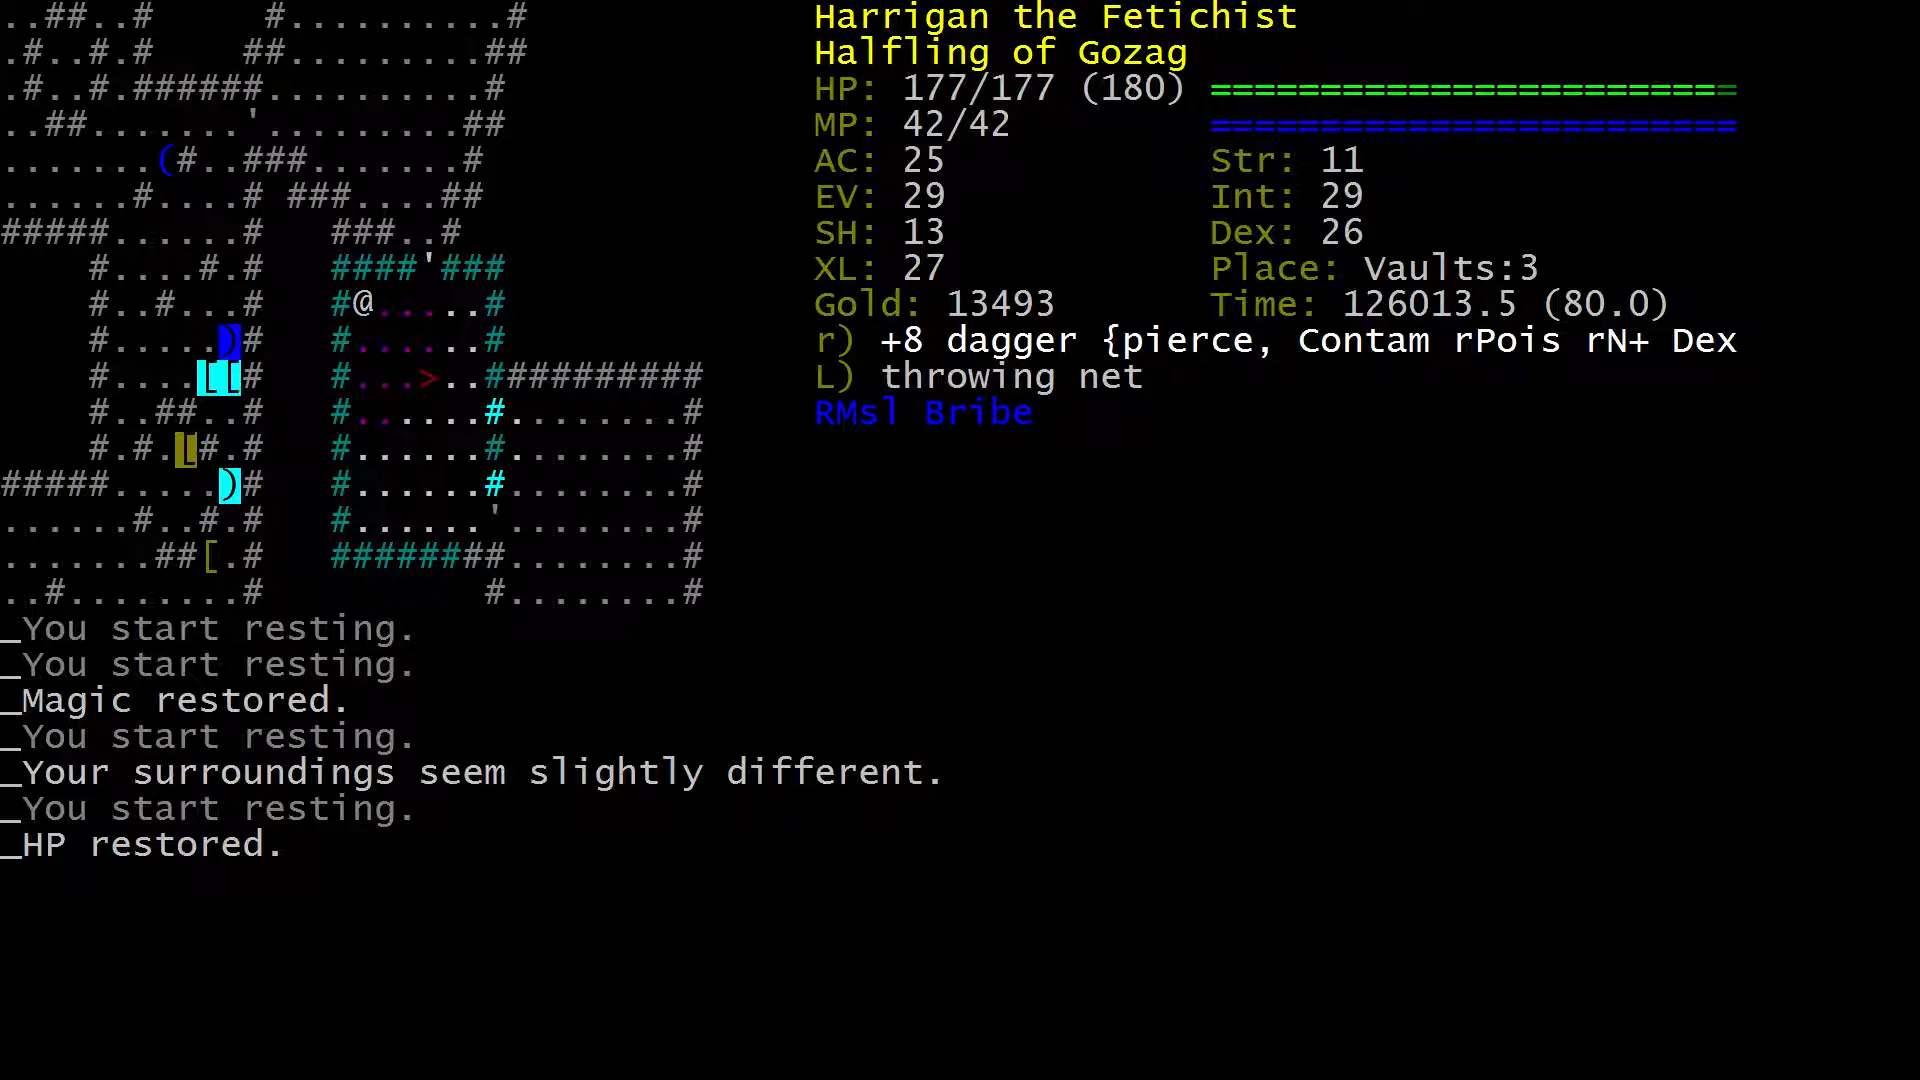 Harrigan the Fetichist
Halfling of Gozag
HP: 177/177 (180) ========================
MP: 42/42 ========================
AC: 25 Str: 11
EV: 29 Int: 29
SH: 13 Dex: 26
XL: 27 Place: Vaults:3
Gold: 13493 Time: 126013.5 (80.0)
r) +8 dagger {pierce, Contam rPois rN+ Dex
L) throwing net
RMsl Bribe
_You start resting.
_You start resting.
_Magic restored.
_You start resting.
_Your surroundings seem slightly different.
_You start resting.
_HP restored.